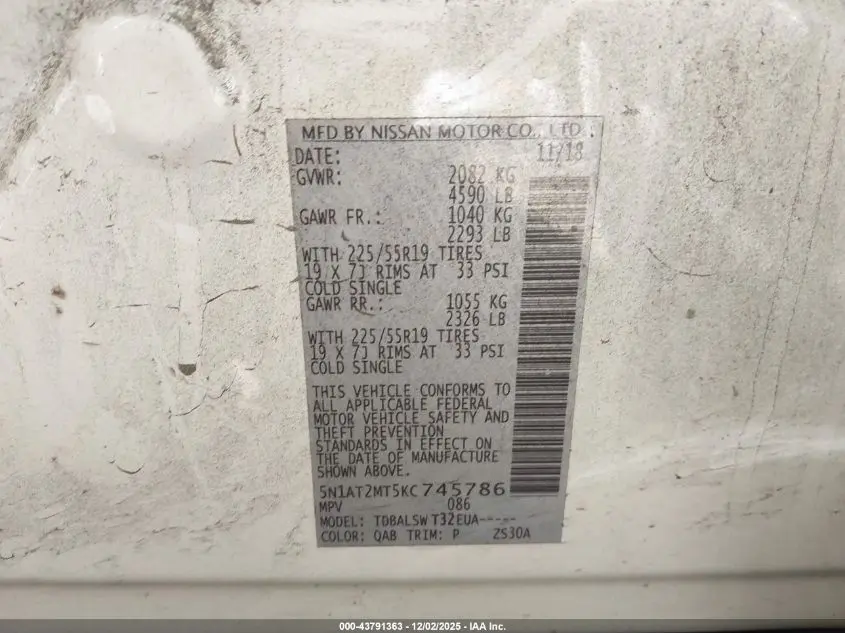 MFD BY NISSAN MOTOR CO., LTD.
DATE: 11/18
GVWR: 2082 KG
4590 LB
GAWR FR.: 1040 KG
2293 LB
WITH 225/55R19 TIRES
19 X 7J RIMS AT 33 PSI
COLD SINGLE
GAWR RR.: 1055 KG
2326 LB
WITH 225/55R19 TIRES
19 X 7J RIMS AT 33 PSI
COLD SINGLE
THIS VEHICLE CONFORMS TO
ALL APPLICABLE FEDERAL
MOTOR VEHICLE SAFETY AND
THEFT PREVENTION
STANDARDS IN EFFECT ON
THE DATE OF MANUFACTURE
SHOWN ABOVE.
5N1AT2MT5KC745786
MPV 086
MODEL: TDBALSW T32EUA-----
COLOR: QAB TRIM: P ZS30A
000-43791363 - 12/02/2025 - IAA Inc.